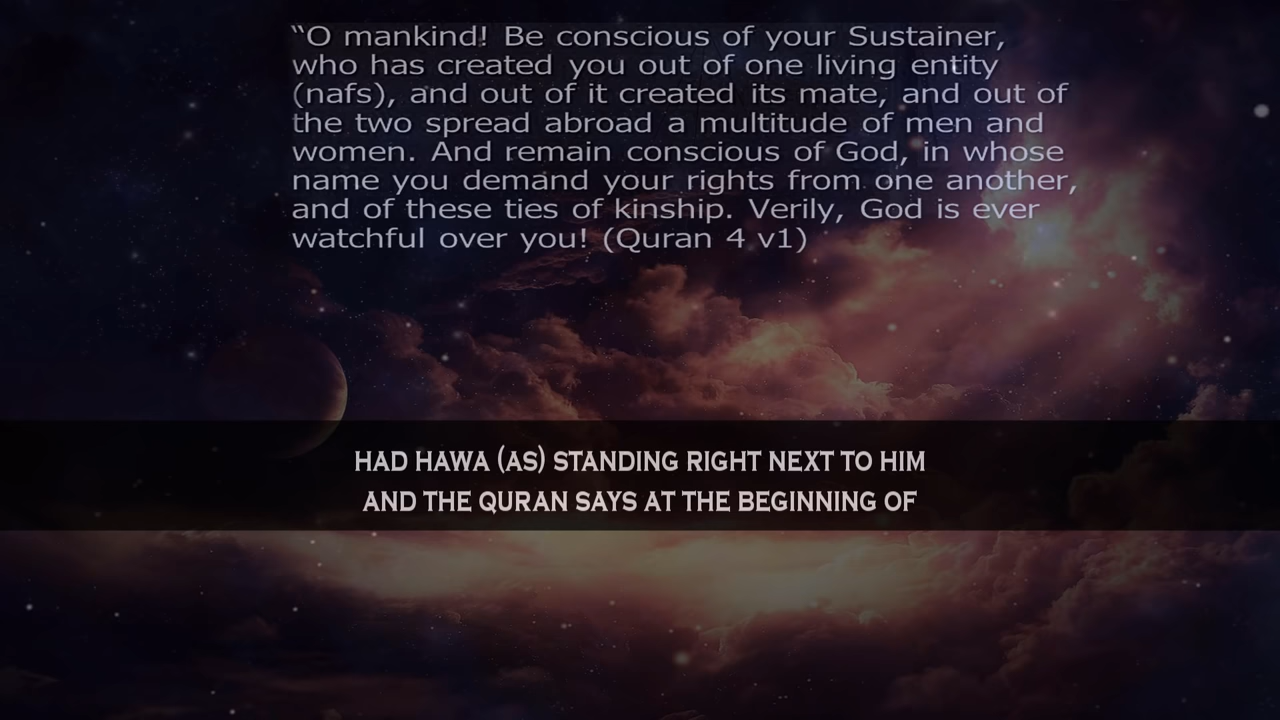 “O mankind! Be conscious of your Sustainer,
who has created you out of one living entity
(nafs), and out of it created its mate, and out of
the two spread abroad a multitude of men and
women. And remain conscious of God, in whose
name you demand your rights from one another,
and of these ties of kinship. Verily, God is ever
watchful over you! (Quran 4 v1)
HAD HAWA (AS) STANDING RIGHT NEXT TO HIM
AND THE QURAN SAYS AT THE BEGINNING OF